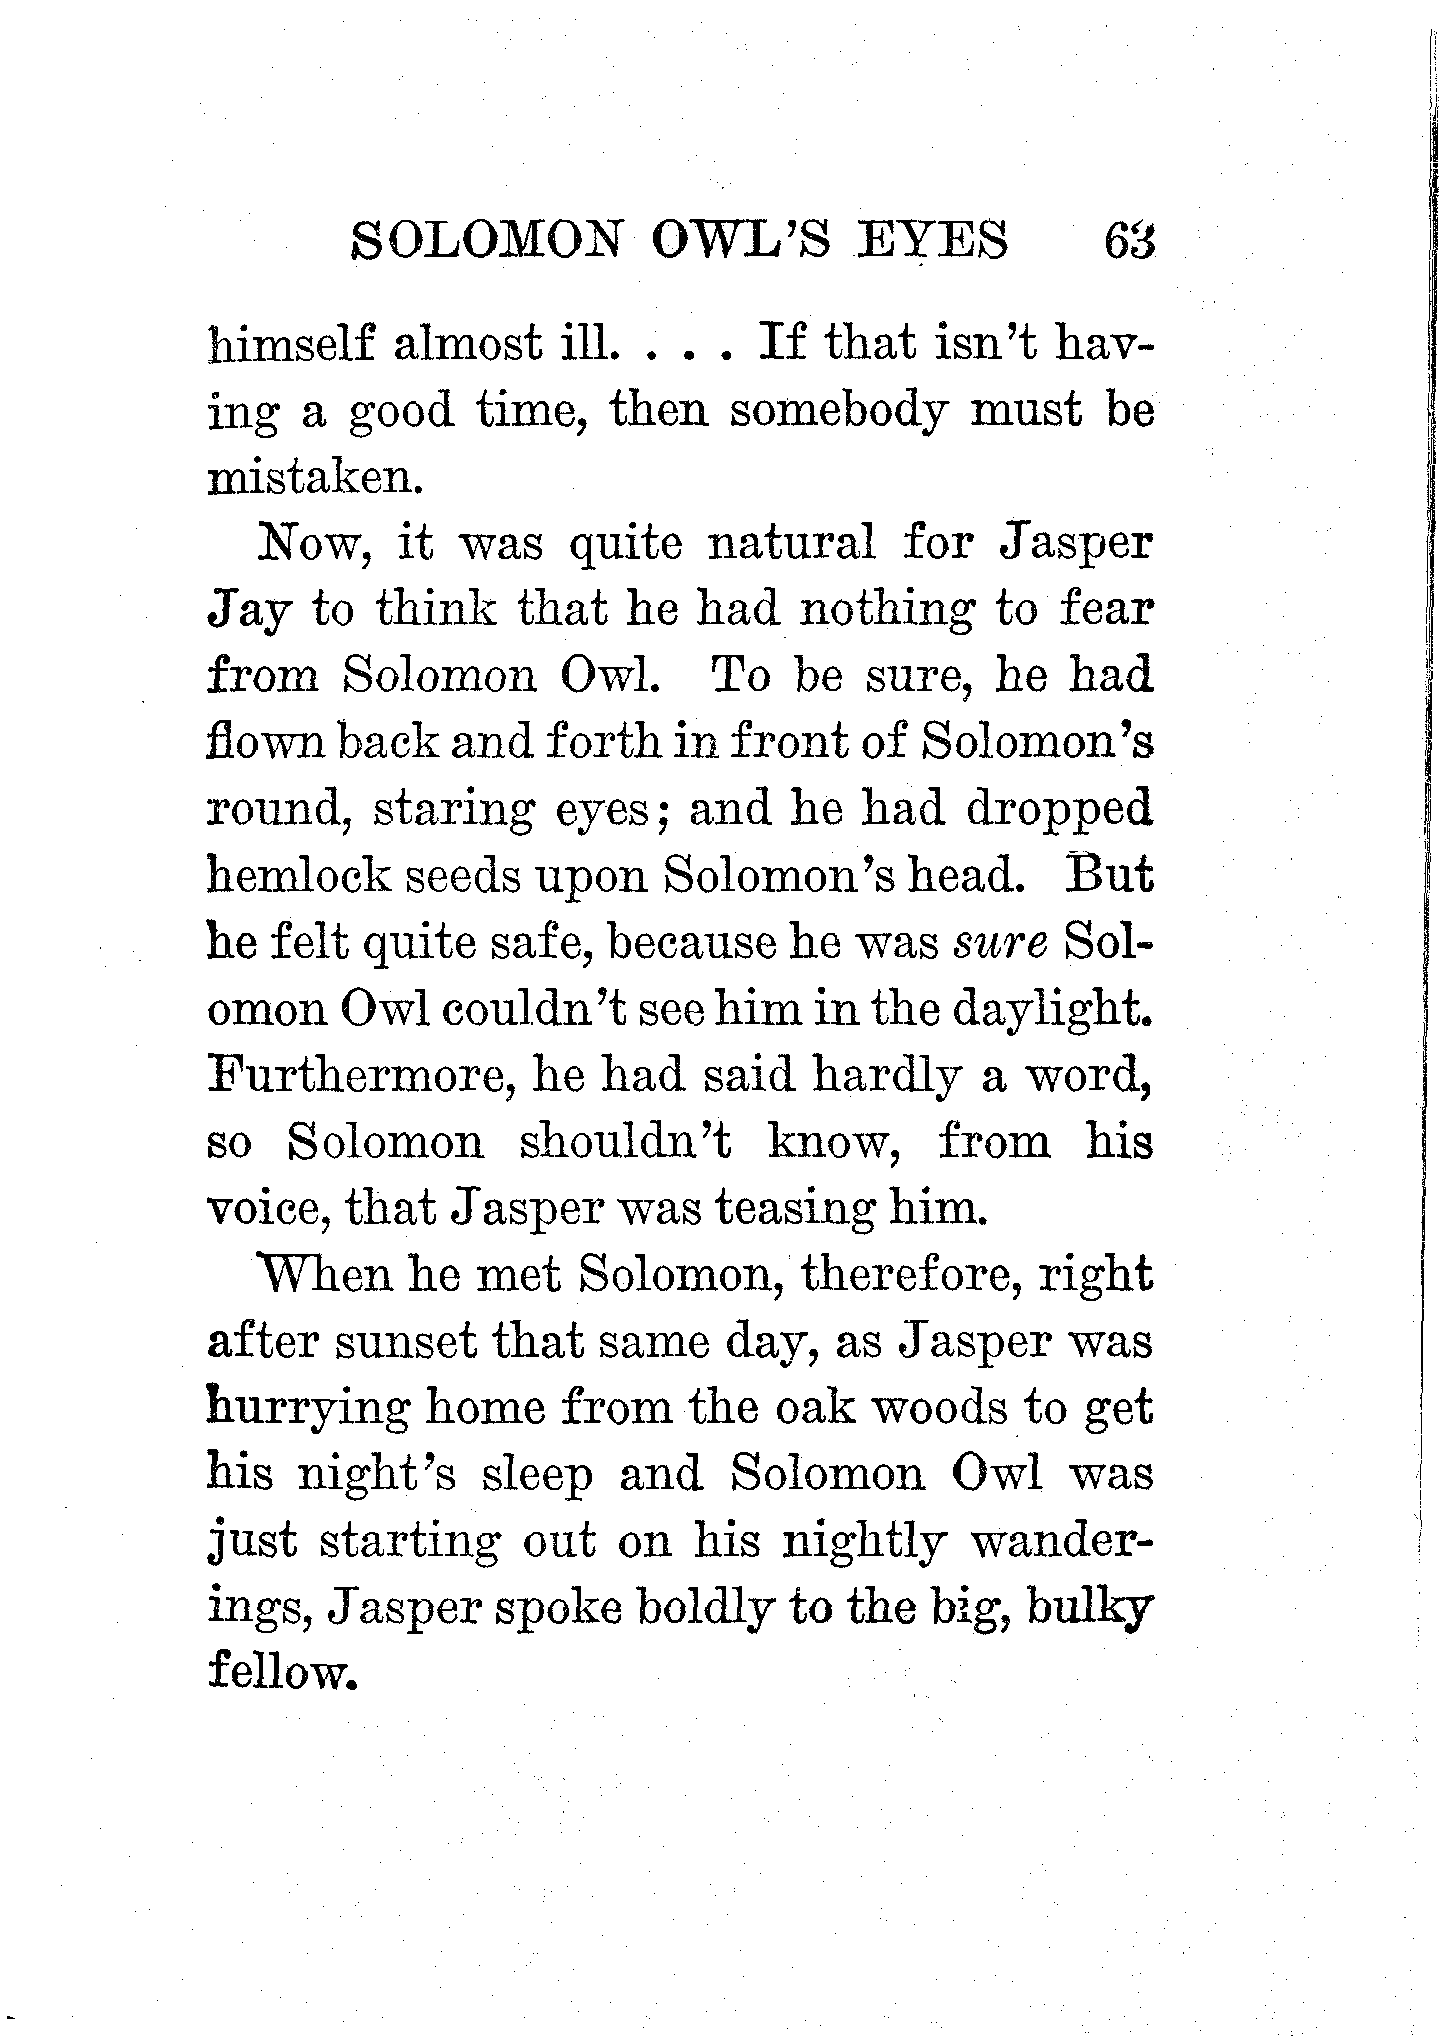 SOLOMON OWL'S EYES 63
himself almost ill. . . . If that isn't hav-
ing a good time, then somebody must be
mistaken.
Now, it was quite natural for Jasper
Jay to think that he had nothing to fear
from Solomon Owl. To be sure, he had
flown back and forth in front of Solomon's
round, staring eyes; and he had dropped
hemlock seeds upon Solomon's head. But
he felt quite safe, because he was sure Sol-
omon Owl couldn't see him in the daylight.
Furthermore, he had said hardly a word,
so Solomon shouldn't know, from his
voice, that Jasper was teasing him.
When he met Solomon, therefore, right
after sunset that same day, as Jasper was
hurrying home from the oak woods to get
his night's sleep and Solomon Owl was
just starting out on his nightly wander-
ings, Jasper spoke boldly to the big, bulky
fellow.